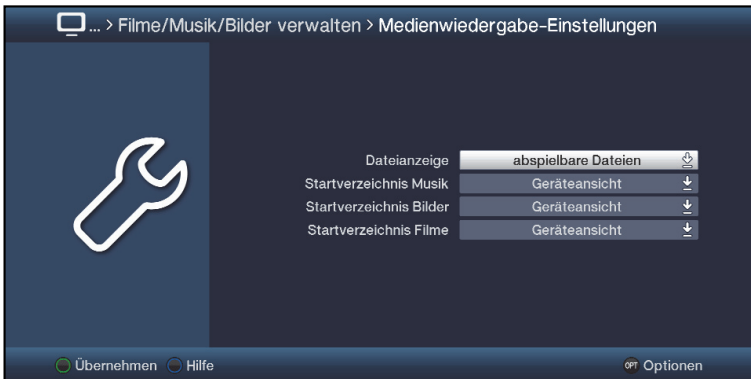 ... > Filme/Musik/Bilder verwalten > Medienwiedergabe-Einstellungen
Dateianzeige abspielbare Dateien
Startverzeichnis Musik Geräteansicht
Startverzeichnis Bilder Geräteansicht
Startverzeichnis Filme Geräteansicht
Übernehmen Hilfe OPT Optionen